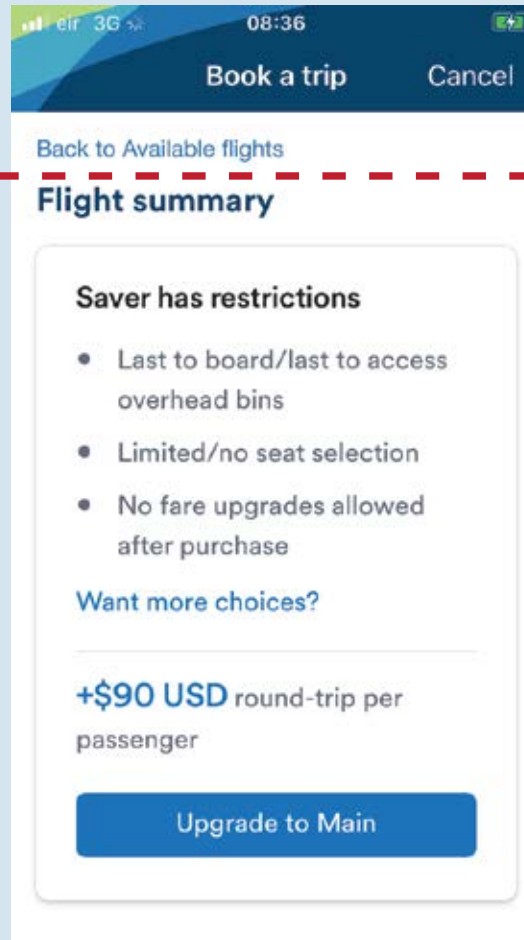 eir 3G 08:36
Book a trip Cancel
Back to Available flights
Flight summary
Saver has restrictions
• Last to board/last to access
overhead bins
• Limited/no seat selection
• No fare upgrades allowed
after purchase
Want more choices?
+$90 USD round-trip per
passenger
Upgrade to Main